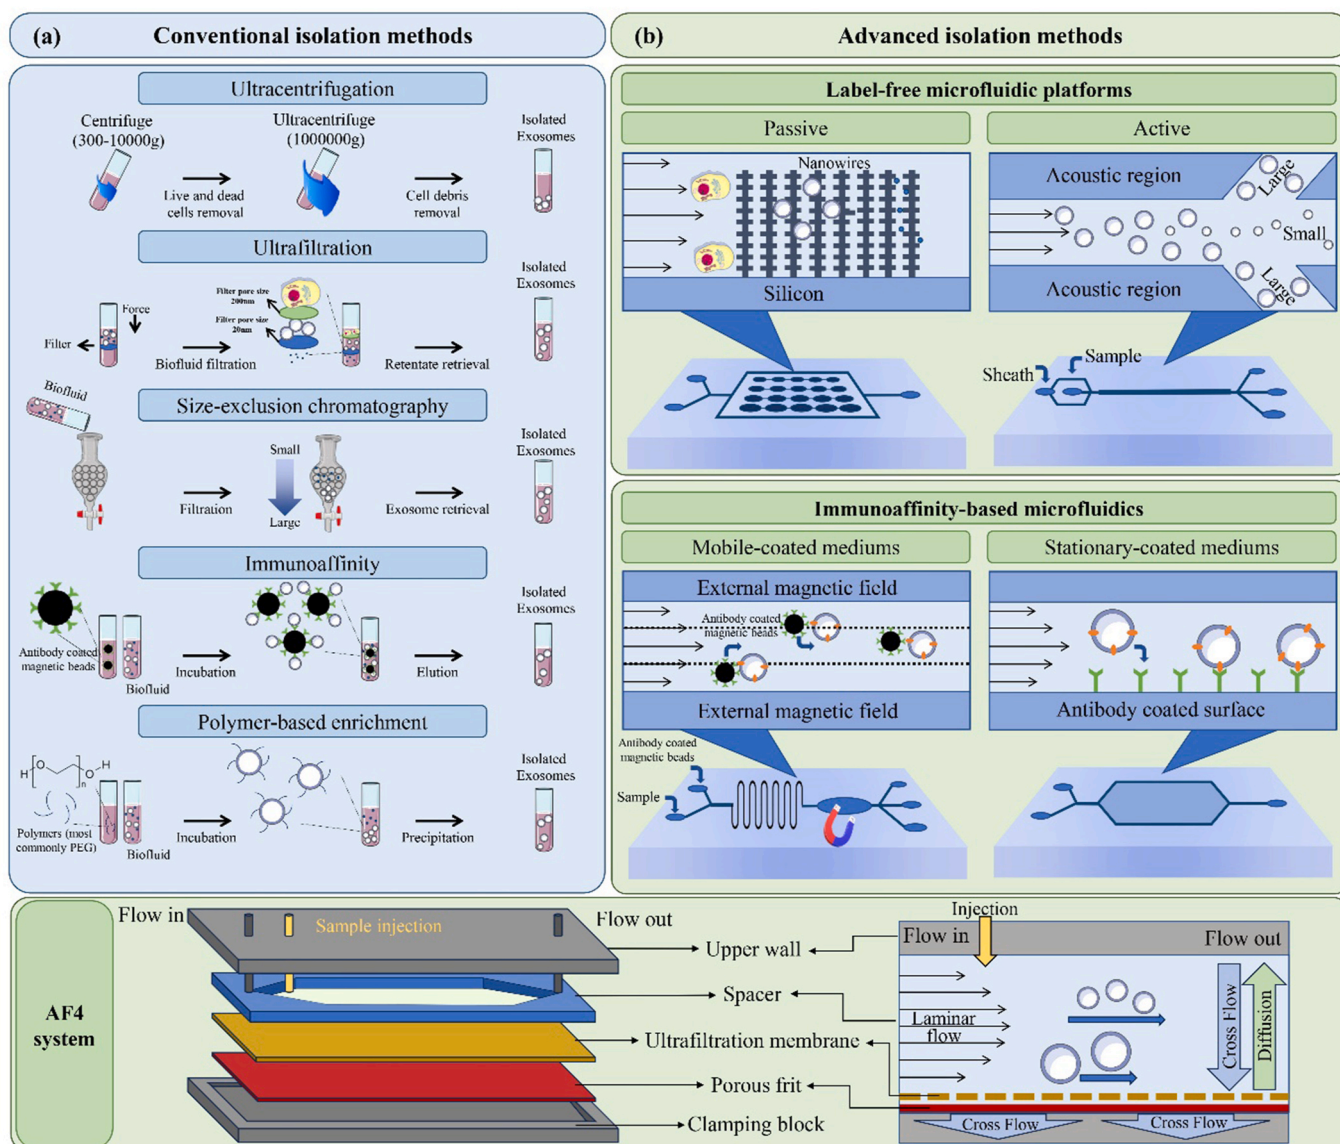 (a)
Conventional isolation methods
Ultracentrifugation
Centrifuge
(300-10000g)
Ultracentrifuge
(1000000g)
Isolated
Exosomes
Live and dead
cells removal
Cell debris
removal
Ultrafiltration
Filter pore size
200nm
Filter pore size
20nm
Force
Filter
Biofluid filtration
Retentate retrieval
Isolated
Exosomes
Biofluid
Size-exclusion chromatography
Small
Large
Filtration
Exosome retrieval
Isolated
Exosomes
Immunoaffinity
Antibody coated
magnetic beads
Biofluid
Incubation
Elution
Isolated
Exosomes
Polymer-based enrichment
H
O
O
H
n
Polymers (most
commonly PEG)
Biofluid
Incubation
Precipitation
Isolated
Exosomes
(b)
Advanced isolation methods
Label-free microfluidic platforms
Passive
Nanowires
Silicon
Active
Acoustic region
Large
Small
Large
Acoustic region
Sample
Sheath
Immunoaffinity-based microfluidics
Mobile-coated mediums
External magnetic field
Antibody coated
magnetic beads
External magnetic field
Antibody coated
magnetic beads
Sample
Stationary-coated mediums
Antibody coated surface
AF4
system
Flow in
Sample injection
Flow out
Upper wall
Spacer
Ultrafiltration membrane
Porous frit
Clamping block
Injection
Flow in
Flow out
Laminar
flow
Cross Flow
Diffusion
Cross Flow
Cross Flow